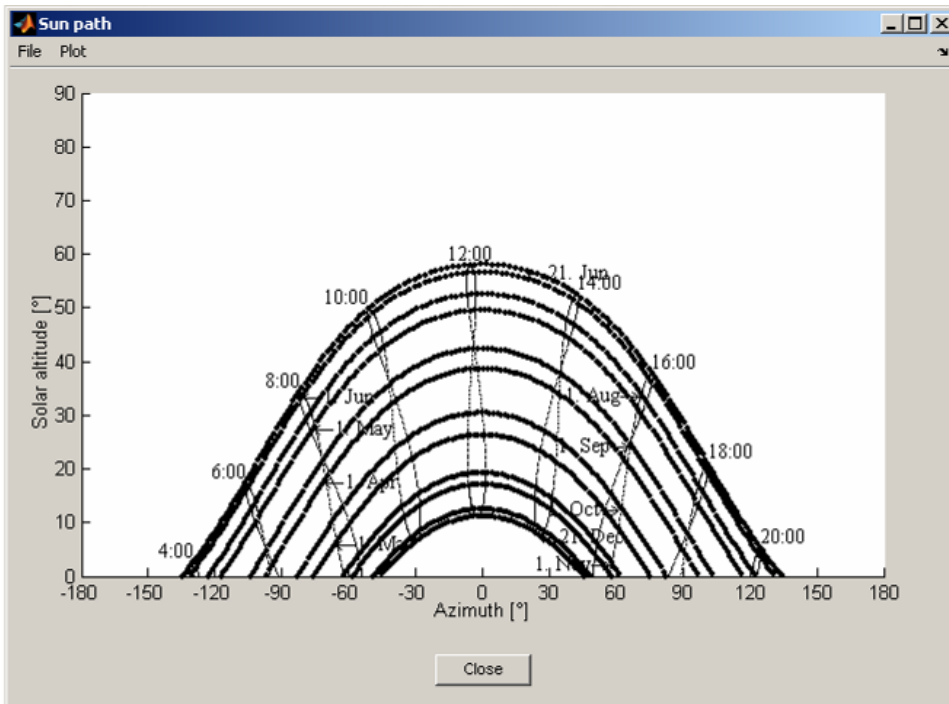 Sun path
File Plot
90
80
70
60
50
40
30
20
10
0
Solar altitude [°]
12:00
21. Jun
14:00
10:00
16:00
8:00
1. Jun
1. Aug
1. May
1. Sep
18:00
6:00
1. Apr
Oct
21. Dec
20:00
4:00
1. Nov
-180 -150 -120 -90 -60 -30 0 30 60 90 120 150 180
Azimuth [°]
Close